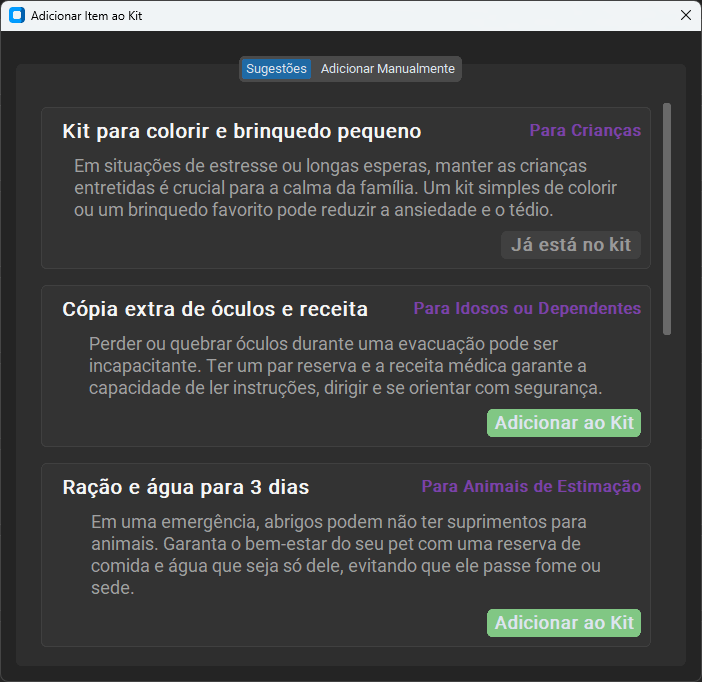 Adicionar Item ao Kit
Sugestões Adicionar Manualmente
Kit para colorir e brinquedo pequeno Para Crianças
Em situações de estresse ou longas esperas, manter as crianças
entretidas é crucial para a calma da família. Um kit simples de colorir
ou um brinquedo favorito pode reduzir a ansiedade e o tédio.
Já está no kit
Cópia extra de óculos e receita Para Idosos ou Dependentes
Perder ou quebrar óculos durante uma evacuação pode ser
incapacitante. Ter um par reserva e a receita médica garante a
capacidade de ler instruções, dirigir e se orientar com segurança.
Adicionar ao Kit
Ração e água para 3 dias Para Animais de Estimação
Em uma emergência, abrigos podem não ter suprimentos para
animais. Garanta o bem-estar do seu pet com uma reserva de
comida e água que seja só dele, evitando que ele passe fome ou
sede.
Adicionar ao Kit